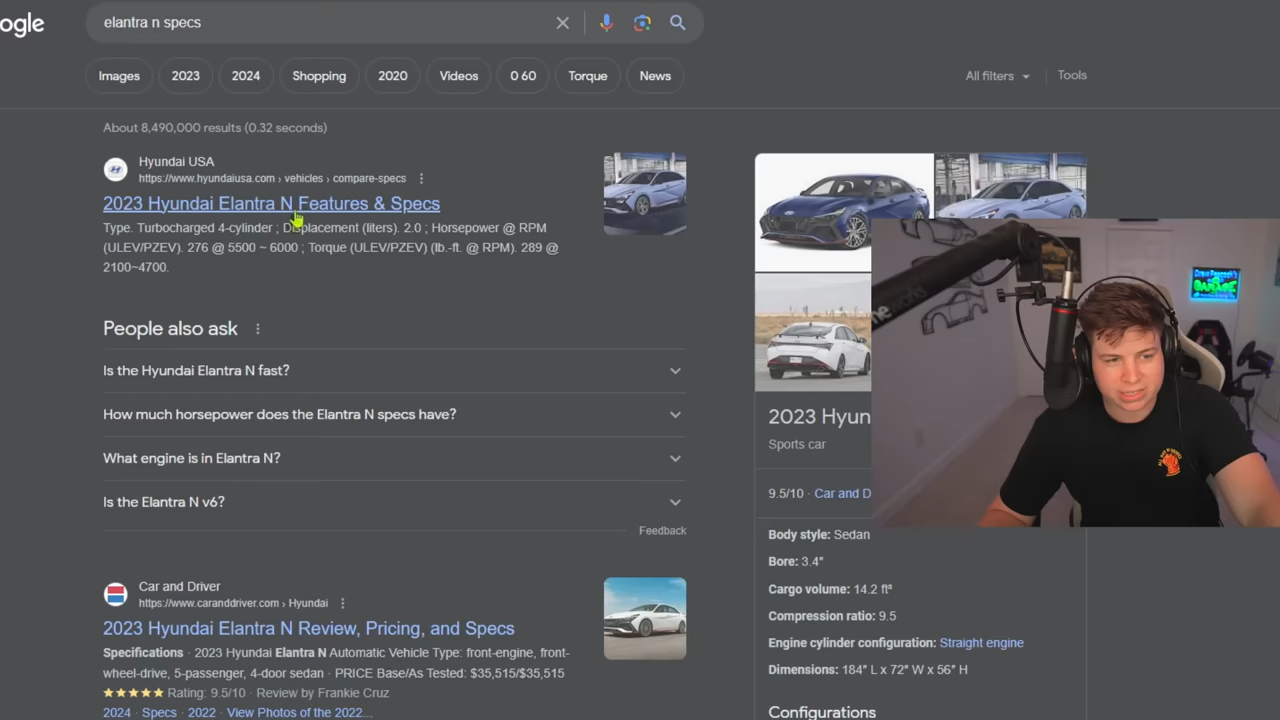 ogle
elantra n specs
Images
2023
2024
Shopping
2020
Videos
0 60
Torque
News
All filters
Tools
About 8,490,000 results (0.32 seconds)
Hyundai USA
https://www.hyundaiusa.com › vehicles › compare-specs
2023 Hyundai Elantra N Features & Specs
Type. Turbocharged 4-cylinder ; Displacement (liters). 2.0 ; Horsepower @ RPM
(ULEV/PZEV). 276 @ 5500 ~ 6000 ; Torque (ULEV/PZEV) (lb.-ft. @ RPM). 289 @
2100~4700.
People also ask
Is the Hyundai Elantra N fast?
How much horsepower does the Elantra N specs have?
What engine is in Elantra N?
Is the Elantra N v6?
Feedback
Car and Driver
https://www.caranddriver.com › Hyundai
2023 Hyundai Elantra N Review, Pricing, and Specs
Specifications · 2023 Hyundai Elantra N Automatic Vehicle Type: front-engine, front-
wheel-drive, 5-passenger, 4-door sedan · PRICE Base/As Tested: $35,515/$35,515
Rating: 9.5/10 · Review by Frankie Cruz
2024 · Specs · 2022 · View Photos of the 2022...
2023 Hyun
Sports car
9.5/10 · Car and D
Body style: Sedan
Bore: 3.4″
Cargo volume: 14.2 ft³
Compression ratio: 9.5
Engine cylinder configuration: Straight engine
Dimensions: 184″ L x 72″ W x 56″ H
Configurations
GARAGE